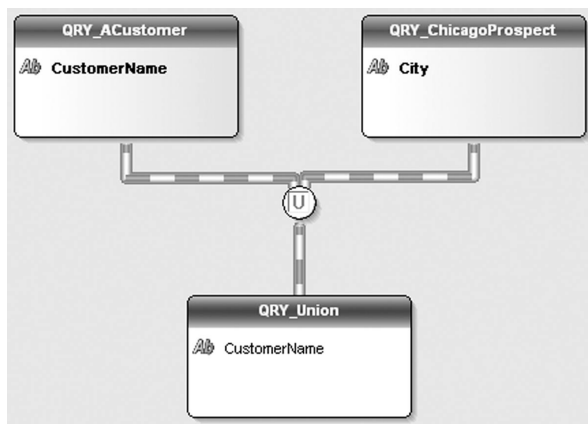 QRY_ACustomer
Ab CustomerName
QRY_ChicagoProspect
Ab City
U
QRY_Union
Ab CustomerName